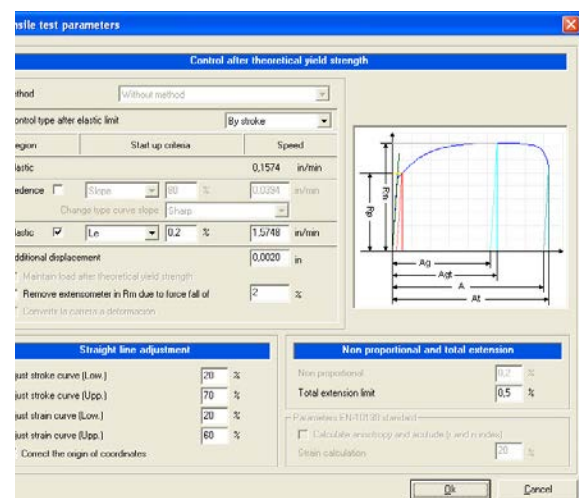 nsile test parameters
Control after theoretical yield strength
ethod Without method
ontrol type after elastic limit By stroke
egion Start up criteria Speed
lastic 0,1574 in/min
edence Slope 80 % 0.0394 in/min
Change type curve slope Sharp
lastic Le 0.2 % 1,5748 in/min
dditional displacement 0,0020 in
Maintain load after theoretical yield strength
Remove extensometer in Rm due to force fall of 2 %
Convertir la carrera a deformación
Rp
Rm
Ag
Agt
A
At
Straight line adjustment
just stroke curve (Low.) 20 %
just stroke curve (Upp.) 70 %
just strain curve (Low.) 20 %
just strain curve (Upp.) 60 %
Correct the origin of coordinates
Non proportional and total extension
Non proportional 0,2 %
Total extension limit 0,5 %
Parameters EN-10130 standard
Calculate anisotropy and exclude (r and n index)
Strain calculation 20 %
Ok Cancel